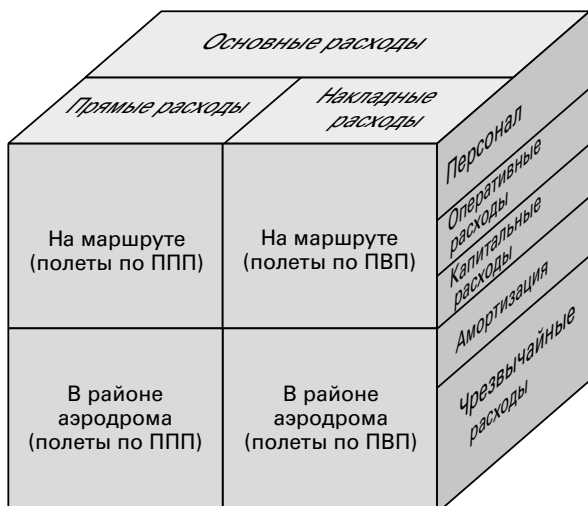 Основные расходы
Прямые расходы
Накладные
расходы
Персонал
Оперативные
расходы
Капитальные
расходы
Амортизация
Чрезвычайные
расходы
На маршруте
(полеты по ППП)
На маршруте
(полеты по ПВП)
В районе
аэродрома
(полеты по ППП)
В районе
аэродрома
(полеты по ПВП)